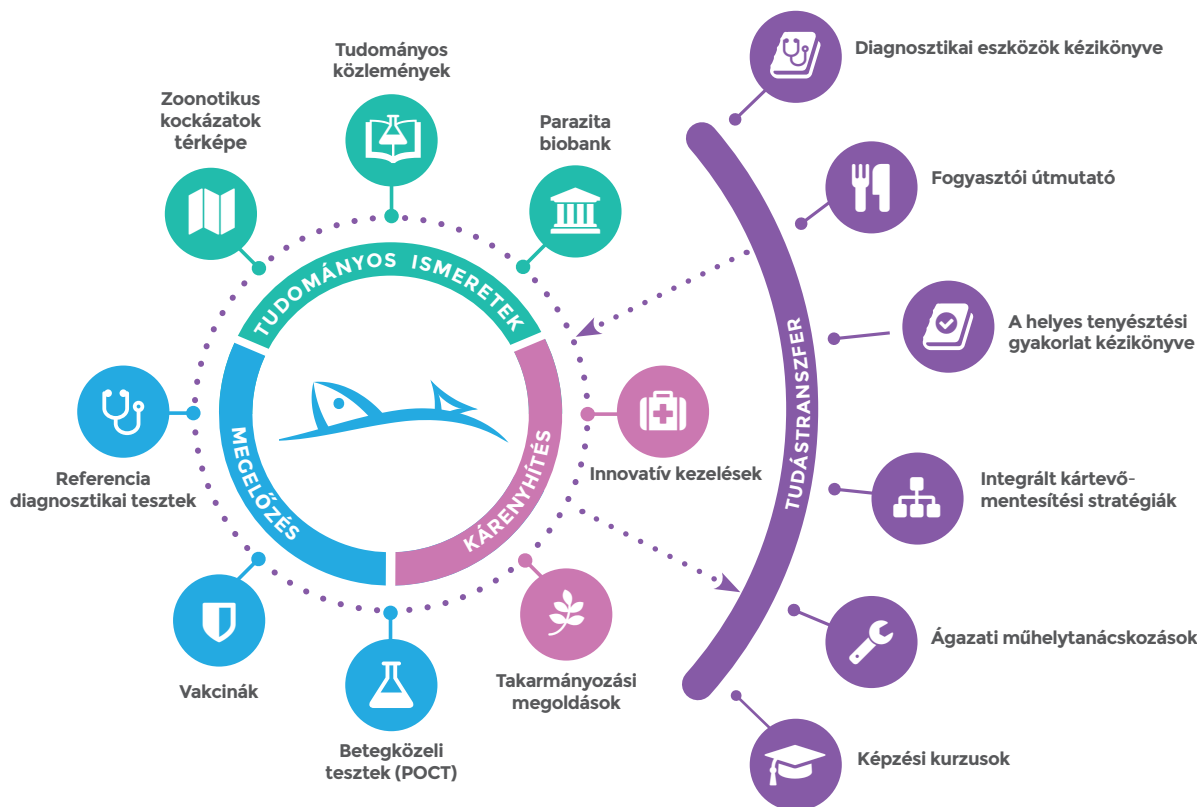 Tudományos
közlemények
Zoonotikus
kockázatok
térképe
Parazita
biobank
TUDOMÁNYOS ISMERETEK
MEGELŐZÉS
KÁRENYHÍTÉS
Referencia
diagnosztikai tesztek
Vakcinák
Betegközeli
tesztek (POCT)
Takarmányozási
megoldások
Innovatív kezelések
TUDÁSTRANSZFER
Diagnosztikai eszközök kézikönyve
Fogyasztói útmutató
A helyes tenyésztési
gyakorlat kézikönyve
Integrált kártevő-
mentesítési stratégiák
Ágazati műhelytanácskozások
Képzési kurzusok